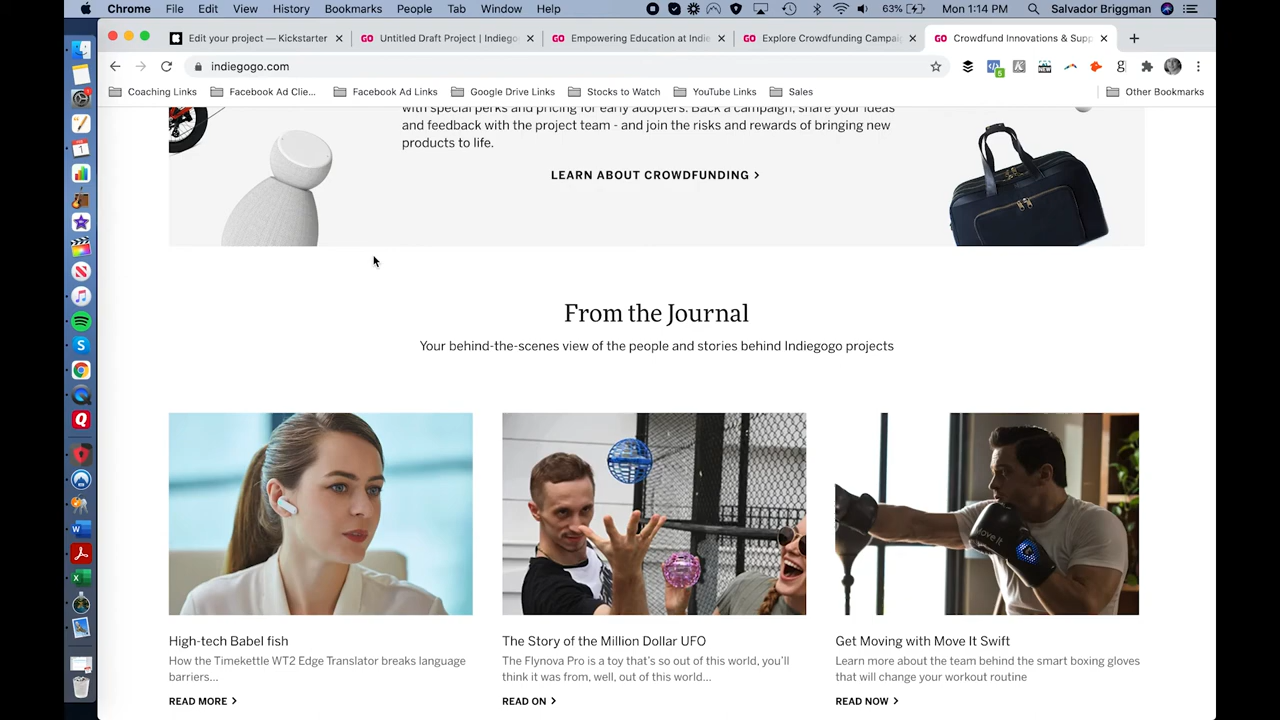 Chrome File Edit View History Bookmarks People Tab Window Help 63% Mon 1:14 PM Salvador Briggman
Edit your project — Kickstarter GO Untitled Draft Project | Indiego GO Empowering Education at Indie GO Explore Crowdfunding Campai GO Crowdfund Innovations & Supp
indiegogo.com
Coaching Links Facebook Ad Clie... Facebook Ad Links Google Drive Links Stocks to Watch YouTube Links Sales Other Bookmarks
with special perks and pricing for early adopters. Back a campaign, share your ideas
and feedback with the project team - and join the risks and rewards of bringing new
products to life.
LEARN ABOUT CROWDFUNDING >
From the Journal
Your behind-the-scenes view of the people and stories behind Indiegogo projects
Move It
High-tech Babel fish
How the Timekettle WT2 Edge Translator breaks language
barriers...
READ MORE >
The Story of the Million Dollar UFO
The Flynova Pro is a toy that's so out of this world, you'll
think it was from, well, out of this world...
READ ON >
Get Moving with Move It Swift
Learn more about the team behind the smart boxing gloves
that will change your workout routine
READ NOW >